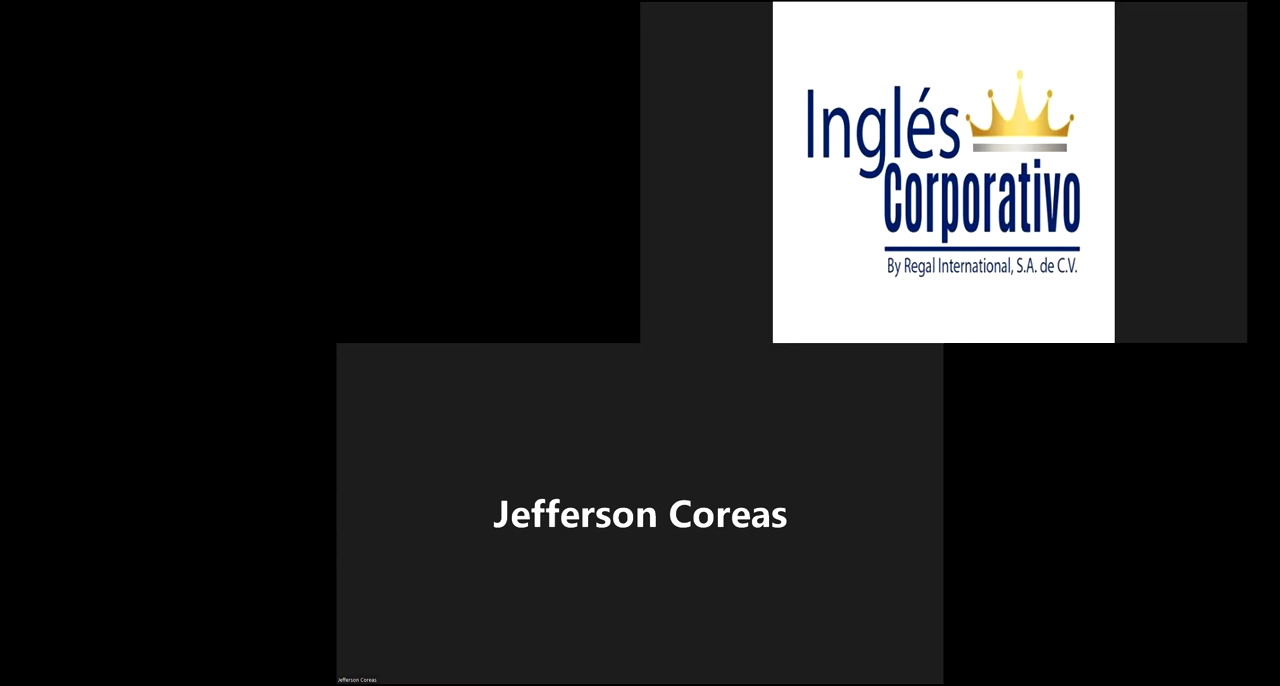 Inglés
Corporativo
By Regal International, S.A. de C.V.
Jefferson Coreas
Jefferson Coreas